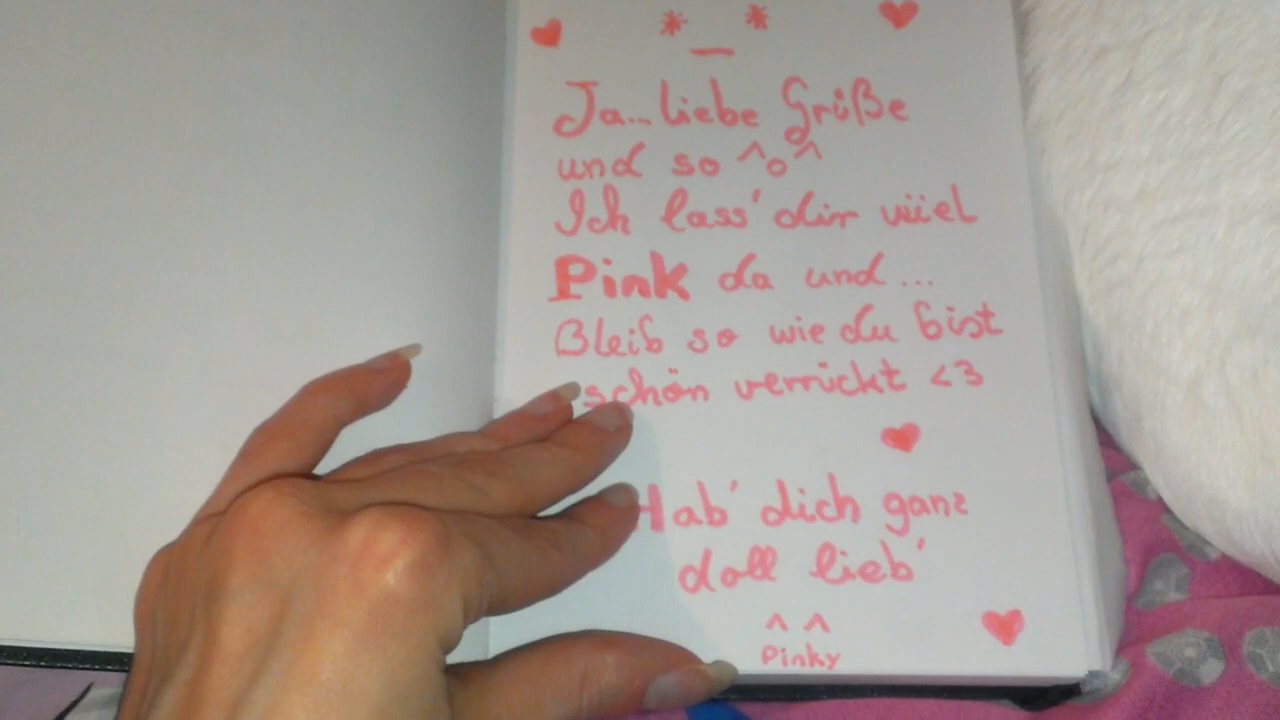 * _ *
Ja... liebe Grüße
und so ^o^
Ich lass' dir viiiel
Pink da und...
Bleib so wie du bist
schön verrückt <3
Hab' dich ganz
doll lieb'
^ ^
Pinky